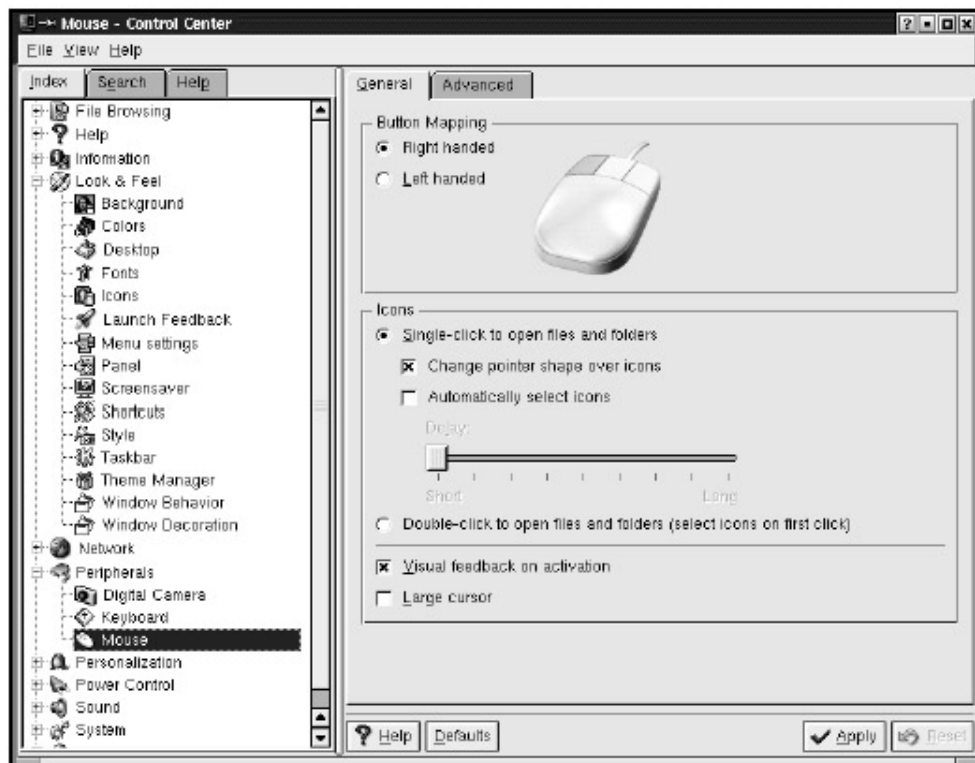 Mouse - Control Center
File View Help
Index Search Help
File Browsing
Help
Information
Look & Feel
Background
Colors
Desktop
Fonts
Icons
Launch Feedback
Menu settings
Panel
Screensaver
Shortcuts
Style
Taskbar
Theme Manager
Window Behavior
Window Decoration
Network
Peripherals
Digital Camera
Keyboard
Mouse
Personalization
Power Control
Sound
System
General Advanced
Button Mapping
Right handed
Left handed
Icons
Single-click to open files and folders
Change pointer shape over icons
Automatically select icons
Delay:
Short Long
Double-click to open files and folders (select icons on first click)
Visual feedback on activation
Large cursor
Help Defaults Apply Reset